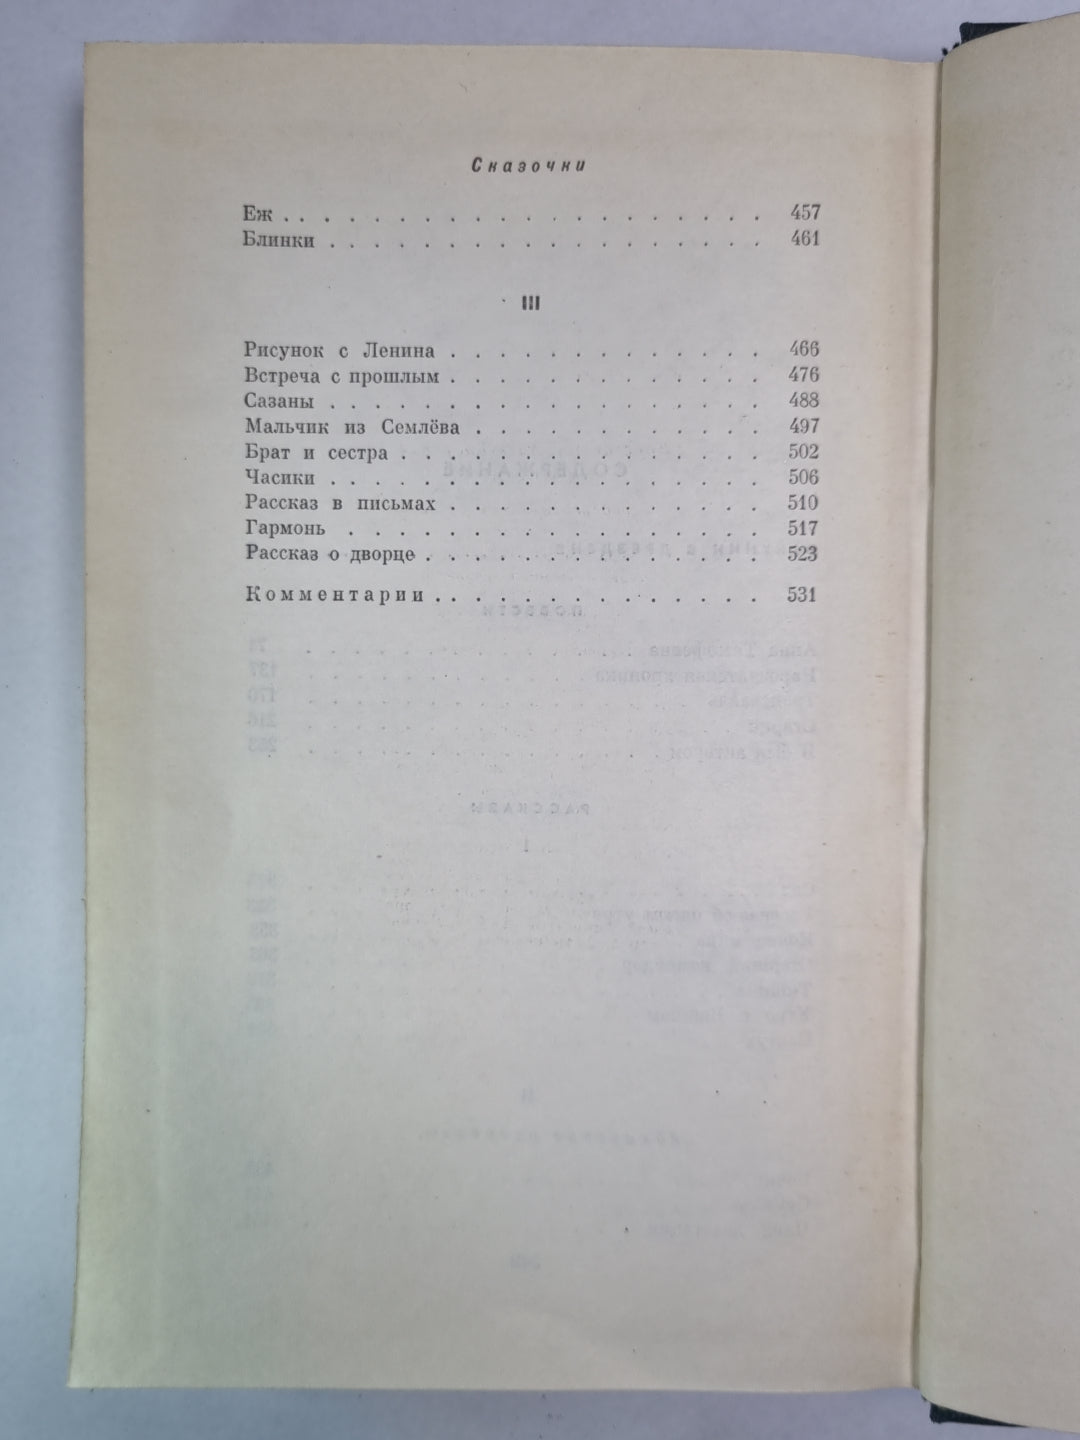 Сказочки
Еж . . . . . . . . . . . . . . . . . . 457
Блинки . . . . . . . . . . . . . . . . 461
III
Рисунок с Ленина . . . . . . . . . . . 466
Встреча с прошлым . . . . . . . . . . . 476
Сазаны . . . . . . . . . . . . . . . . 488
Мальчик из Семлёва . . . . . . . . . . 497
Брат и сестра . . . . . . . . . . . . . 502
Часики . . . . . . . . . . . . . . . . 506
Рассказ в письмах . . . . . . . . . . . 510
Гармонь . . . . . . . . . . . . . . . 517
Рассказ о дворце . . . . . . . . . . . . 523
Комментарии . . . . . . . . . . . . . . 531